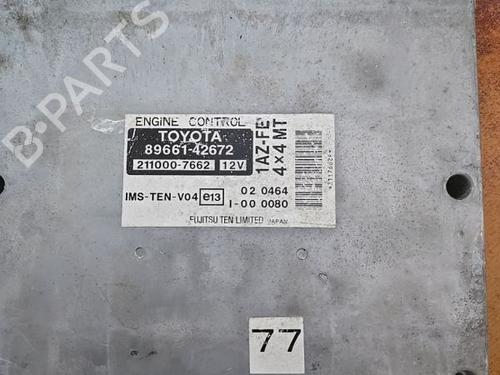 B-PARTS
ENGINE CONTROL
TOYOTA
89661-42672
211000-7662 12V
1AZ-FE
4×4 MT
IMS-TEN-V04 e13 02 0464
I-00 0080
FUJITSU TEN LIMITED JAPAN
77